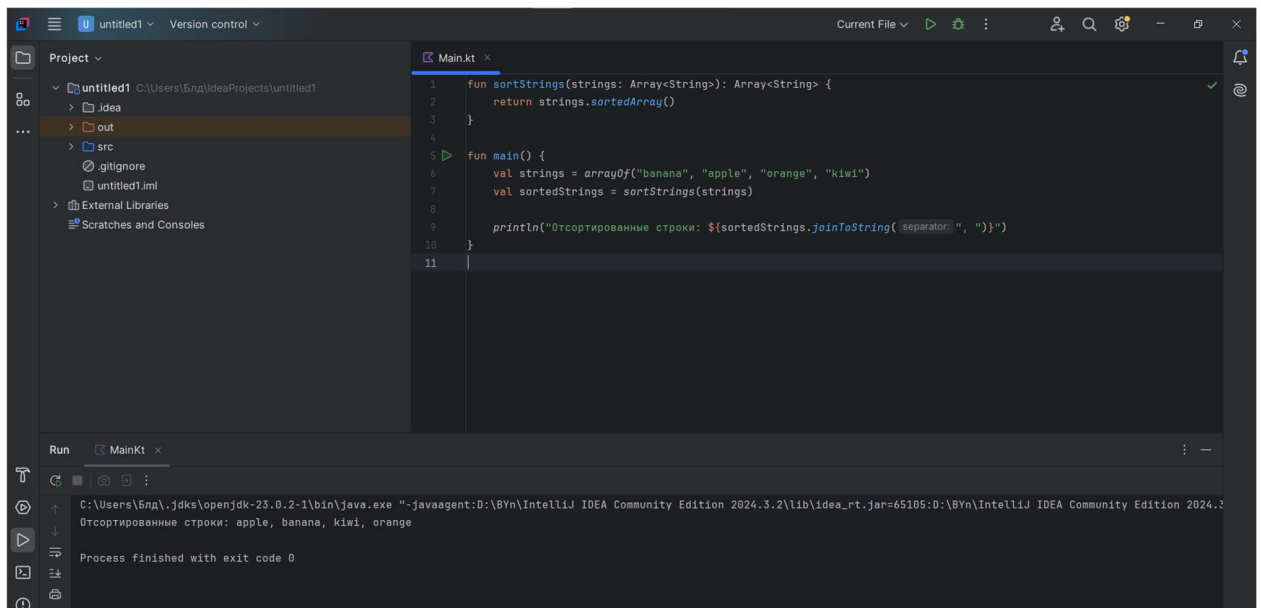 U untitled1 Version control Current File
Project
Main.kt
untitled1 C:\Users\Блд\IdeaProjects\untitled1
.idea
out
src
.gitignore
untitled1.iml
External Libraries
Scratches and Consoles
1 fun sortStrings(strings: Array<String>): Array<String> {
2 return strings.sortedArray()
3 }
4
5 fun main() {
6 val strings = arrayOf("banana", "apple", "orange", "kiwi")
7 val sortedStrings = sortStrings(strings)
8
9 println("Отсортированные строки: ${sortedStrings.joinToString( separator: ", ")}")
10 }
11
Run MainKt
C:\Users\Блд\.jdks\openjdk-23.0.2-1\bin\java.exe "-javaagent:D:\BYn\IntelliJ IDEA Community Edition 2024.3.2\lib\idea_rt.jar=65105:D:\BYn\IntelliJ IDEA Community Edition 2024.3
Отсортированные строки: apple, banana, kiwi, orange
Process finished with exit code 0